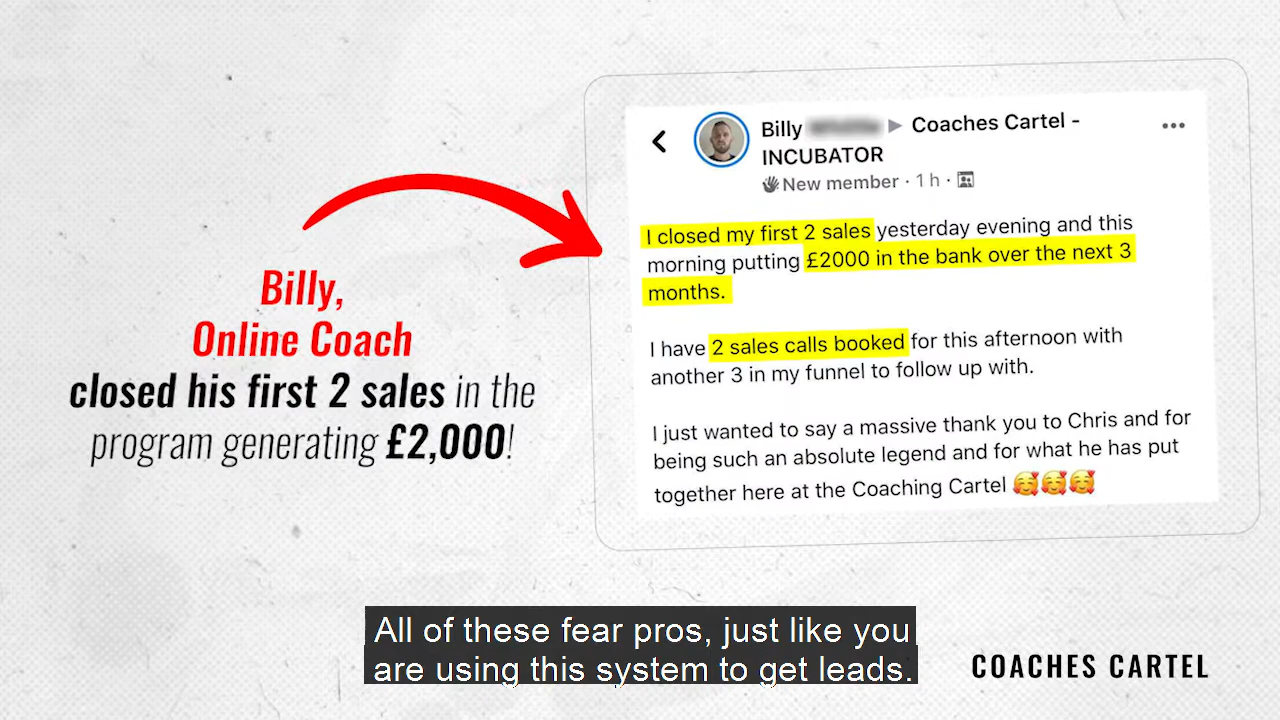 Billy,
Online Coach
closed his first 2 sales in the
program generating £2,000!
Billy ▶ Coaches Cartel -
INCUBATOR
👋New member · 1 h ·
I closed my first 2 sales yesterday evening and this
morning putting £2000 in the bank over the next 3
months.
I have 2 sales calls booked for this afternoon with
another 3 in my funnel to follow up with.
I just wanted to say a massive thank you to Chris and for
being such an absolute legend and for what he has put
together here at the Coaching Cartel 🥰🥰🥰
All of these fear pros, just like you
are using this system to get leads.
COACHES CARTEL